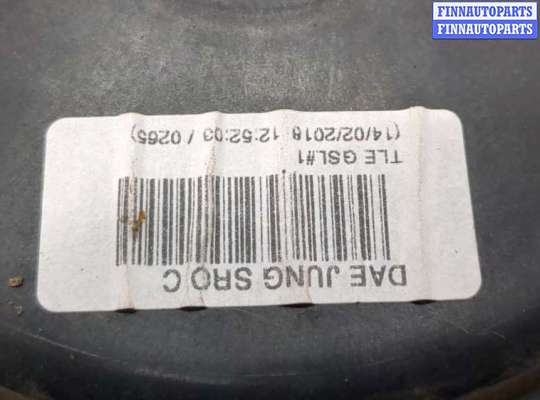 FINNAUTOPARTS
FINNAUTOPARTS
DAE JUNG SRO C
TLE GSL#1
(14/02/2018 12:52:03 / 0265)